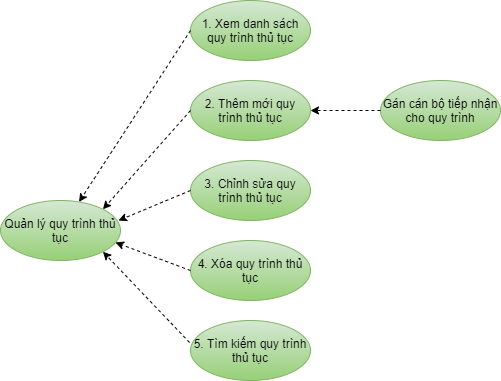 1. Xem danh sách
quy trình thủ tục
2. Thêm mới quy
trình thủ tục
Gán cán bộ tiếp nhận
cho quy trình
3. Chỉnh sửa quy
trình thủ tục
Quản lý quy trình thủ
tục
4. Xóa quy trình thủ
tục
5. Tìm kiếm quy trình
thủ tục